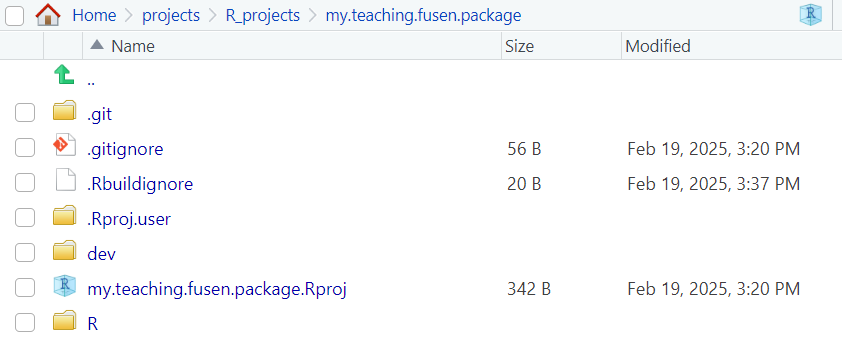 Home projects R_projects my.teaching.fusen.package R
Name Size Modified
..
.git
.gitignore 56 B Feb 19, 2025, 3:20 PM
.Rbuildignore 20 B Feb 19, 2025, 3:37 PM
.Rproj.user
dev
R my.teaching.fusen.package.Rproj 342 B Feb 19, 2025, 3:20 PM
R